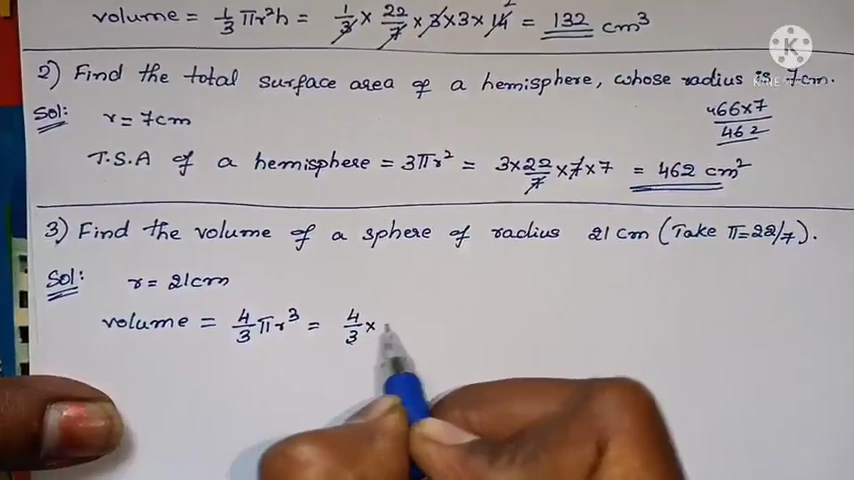 volume = 1/3 πr²h = 1/3 × 22/7 × 3×3 × 14 2 = 132 cm³
K
2) Find the total surface area of a hemisphere, whose radius is 7cm.
Sol: r = 7cm
66×7
462
T.S.A of a hemisphere = 3πr² = 3×22/7×7×7 = 462 cm²
3) Find the volume of a sphere of radius 21 cm (Take π=22/7).
Sol: r = 21cm
volume = 4/3 πr³ = 4/3 ×